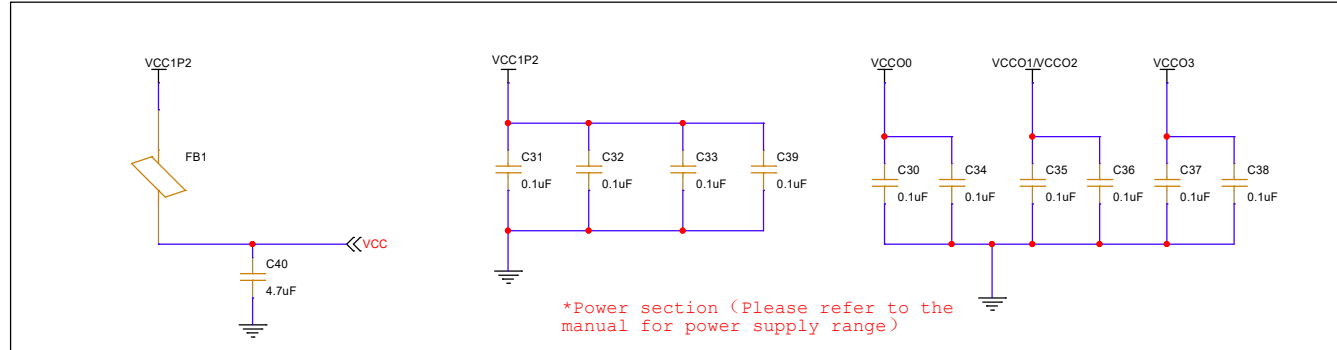 VCC1P2
FB1
VCC
C40
4.7uF
VCC1P2
C31
0.1uF
C32
0.1uF
C33
0.1uF
C39
0.1uF
VCCO0
VCCO1/VCCO2
VCCO3
C30
0.1uF
C34
0.1uF
C35
0.1uF
C36
0.1uF
C37
0.1uF
C38
0.1uF
*Power section（Please refer to the
manual for power supply range）